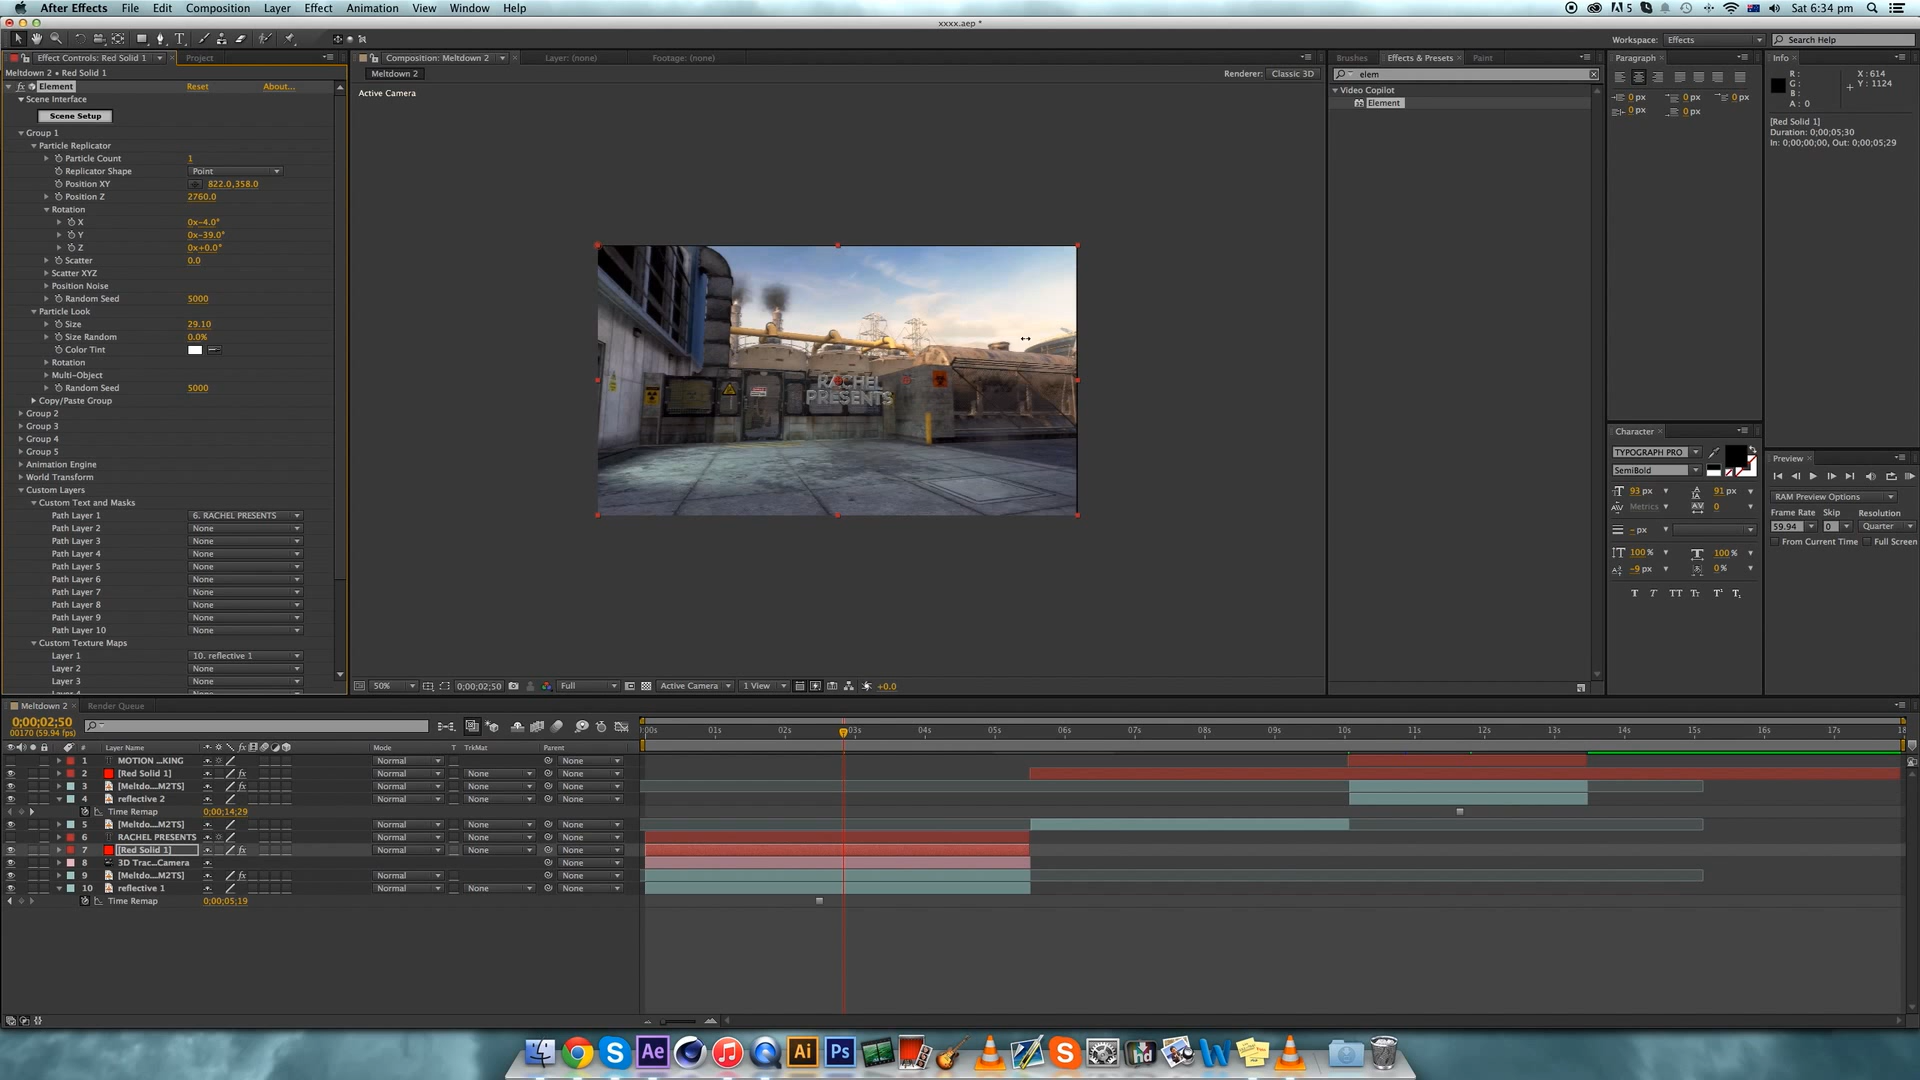 After Effects File Edit Composition Layer Effect Animation View Window Help
5 Sat 6:34 pm
xxxx.aep *
Workspace: Effects Search Help
Effect Controls: Red Solid 1 Project
Meltdown 2 • Red Solid 1
fx Element Reset About...
Scene Interface
Scene Setup
Group 1
Particle Replicator
Particle Count 1
Replicator Shape Point
Position XY 822.0,358.0
Position Z 2760.0
Rotation
X 0x-4.0°
Y 0x-39.0°
Z 0x+0.0°
Scatter 0.0
Scatter XYZ
Position Noise
Random Seed 5000
Particle Look
Size 29.10
Size Random 0.0%
Color Tint
Rotation
Multi-Object
Random Seed 5000
Copy/Paste Group
Group 2
Group 3
Group 4
Group 5
Animation Engine
World Transform
Custom Layers
Custom Text and Masks
Path Layer 1 6. RACHEL PRESENTS
Path Layer 2 None
Path Layer 3 None
Path Layer 4 None
Path Layer 5 None
Path Layer 6 None
Path Layer 7 None
Path Layer 8 None
Path Layer 9 None
Path Layer 10 None
Custom Texture Maps
Layer 1 10. reflective 1
Layer 2 None
Layer 3 None
Composition: Meltdown 2 Layer: (none) Footage: (none)
Meltdown 2 Renderer: Classic 3D
Active Camera
RACHEL
PRESENTS
50% 0;00;02;50 Full Active Camera 1 View +0.0
Brushes Effects & Presets Paint
elem
Video Copilot
Element
Paragraph
0 px 0 px 0 px
0 px 0 px
Info
R : X : 614
G : Y : 1124
B :
A : 0
[Red Solid 1]
Duration: 0;00;05;30
In: 0;00;00;00, Out: 0;00;05;29
Character
TYPOGRAPH PRO
SemiBold
93 px 91 px
Metrics 0
- px
100% 100%
-9 px 0%
T T TT Tт T¹ T₁
Preview
RAM Preview Options
Frame Rate Skip Resolution
59.94 0 Quarter
From Current Time Full Screen
Meltdown 2 Render Queue
0;00;02;50
00170 (59.94 fps)
# Layer Name Mode T TrkMat Parent
1 MOTION ...KING Normal None
2 [Red Solid 1] Normal None None
3 [Meltdo....M2TS] Normal None None
4 reflective 2 Normal None None
Time Remap 0;00;14;29
5 [Meltdo....M2TS] Normal None None
6 RACHEL PRESENTS Normal None None
7 [Red Solid 1] Normal None None
8 3D Trac...Camera None
9 [Meltdo....M2TS] Normal None
10 reflective 1 Normal None None
Time Remap 0;00;05;19
:00s 01s 02s 03s 04s 05s 06s 07s 08s 09s 10s 11s 12s 13s 14s 15s 16s 17s 18
Ae Ai Ps hd